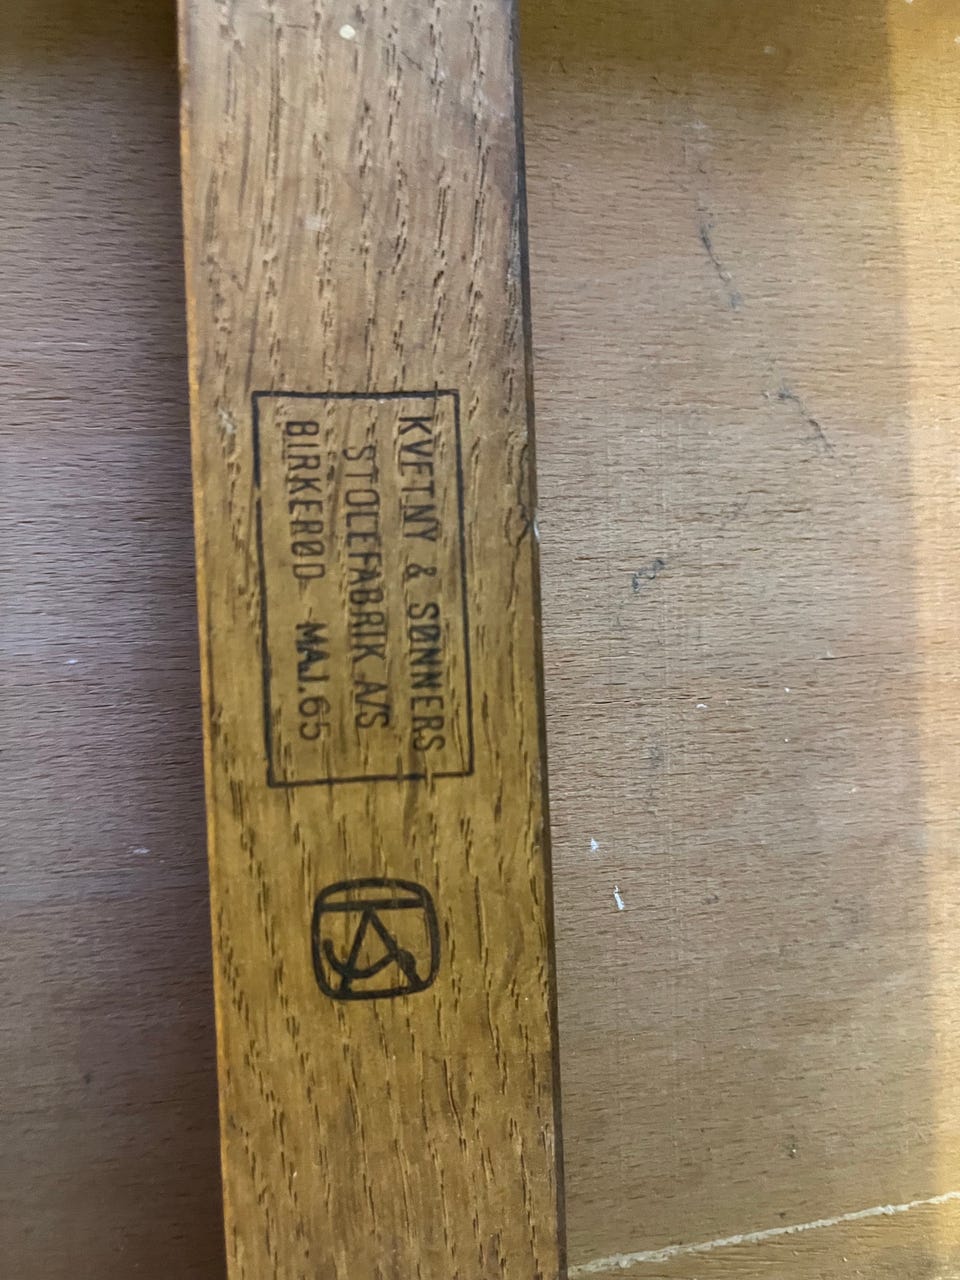 KVETNY & SØNNERS
STOLEFABRIK A/S
BIRKERØD MAJ.65